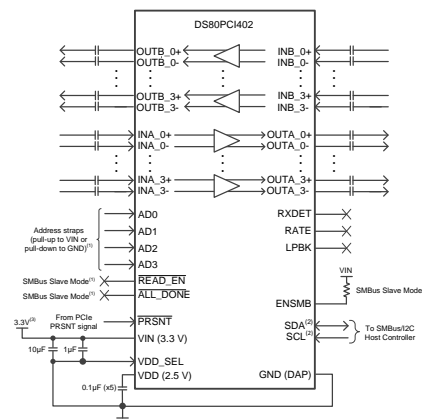 DS80PCI402
OUTB_0+ INB_0+
OUTB_0- INB_0-
OUTB_3+ INB_3+
OUTB_3- INB_3-
INA_0+ OUTA_0+
INA_0- OUTA_0-
INA_3+ OUTA_3+
INA_3- OUTA_3-
Address straps
(pull-up to VIN or
pull-down to GND)(1)
AD0
AD1
AD2
AD3
RXDET
RATE
LPBK
SMBus Slave Mode(1) READ_EN
SMBus Slave Mode(1) ALL_DONE
VIN
SMBus Slave Mode
ENSMB
From PCIe
PRSNT signal
PRSNT
SDA(2)
SCL(2)
To SMBus/I2C
Host Controller
3.3V(3)
VIN (3.3 V)
10μF 1μF
VDD_SEL
VDD (2.5 V)
0.1μF (x5)
GND (DAP)